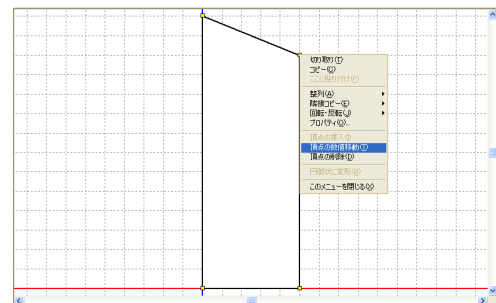 切り取り(T)
コピー(C)
ここに貼り付け(P)
整列(A)
隣接コピー(E)
回転・反転(J)
プロパティ(O)...
頂点の挿入(I)
頂点の数値移動(T)
頂点の削除(D)
円弧状に変形(B)
このメニューを閉じる(X)